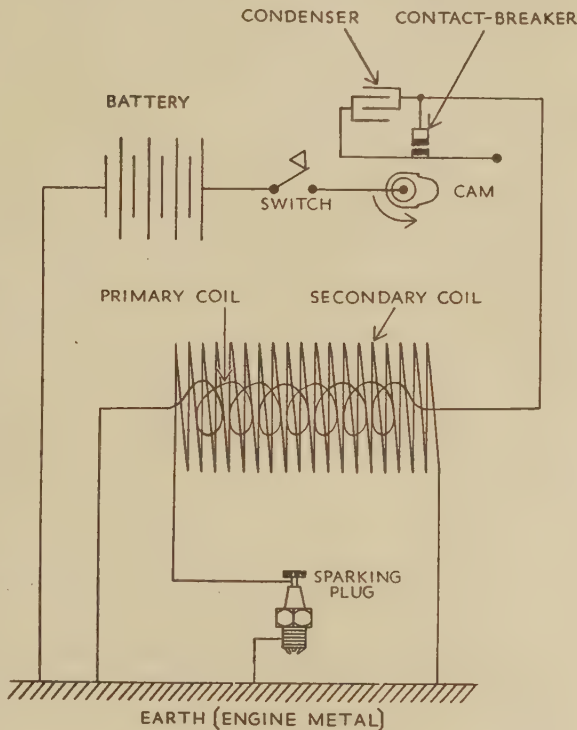 CONDENSER
CONTACT-BREAKER
BATTERY
SWITCH
CAM
PRIMARY COIL
SECONDARY COIL
SPARKING
PLUG
EARTH (ENGINE METAL)